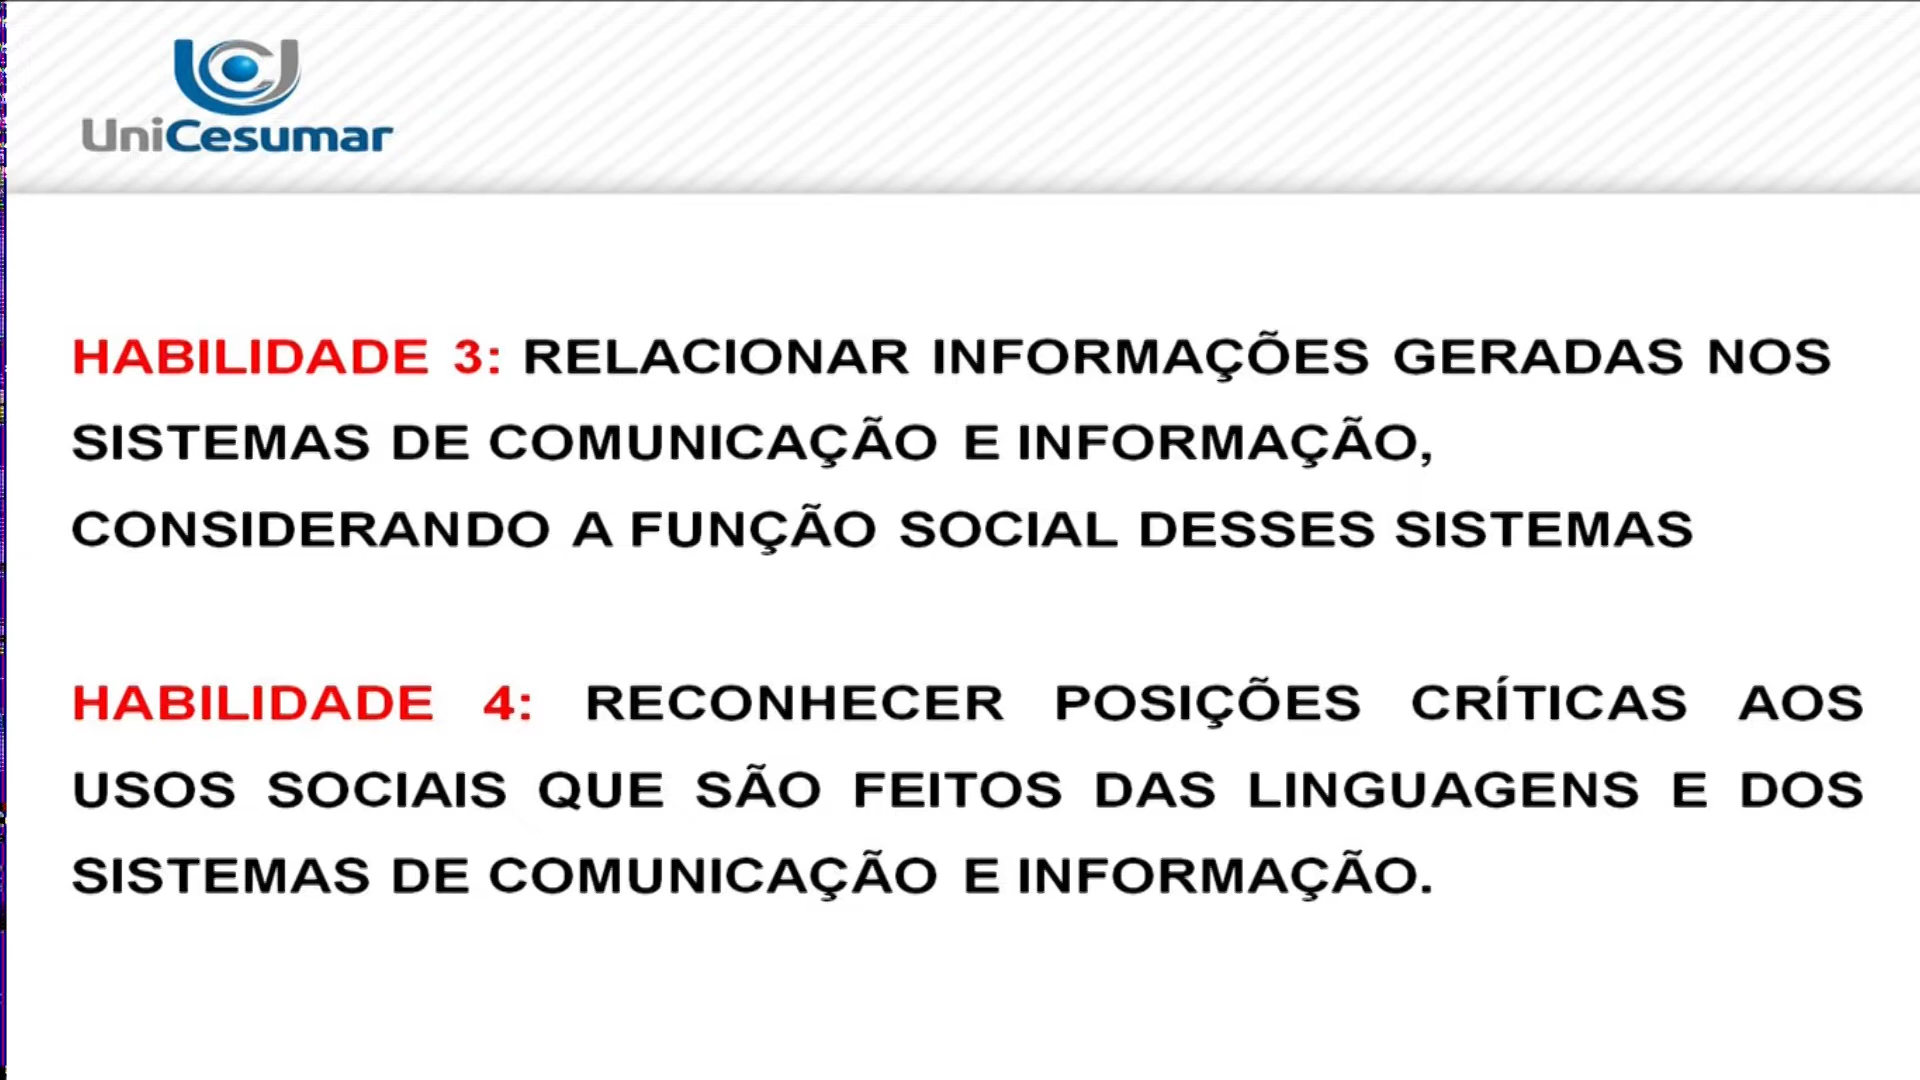 UniCesumar
HABILIDADE 3: RELACIONAR INFORMAÇÕES GERADAS NOS
SISTEMAS DE COMUNICAÇÃO E INFORMAÇÃO,
CONSIDERANDO A FUNÇÃO SOCIAL DESSES SISTEMAS
HABILIDADE 4: RECONHECER POSIÇÕES CRÍTICAS AOS
USOS SOCIAIS QUE SÃO FEITOS DAS LINGUAGENS E DOS
SISTEMAS DE COMUNICAÇÃO E INFORMAÇÃO.